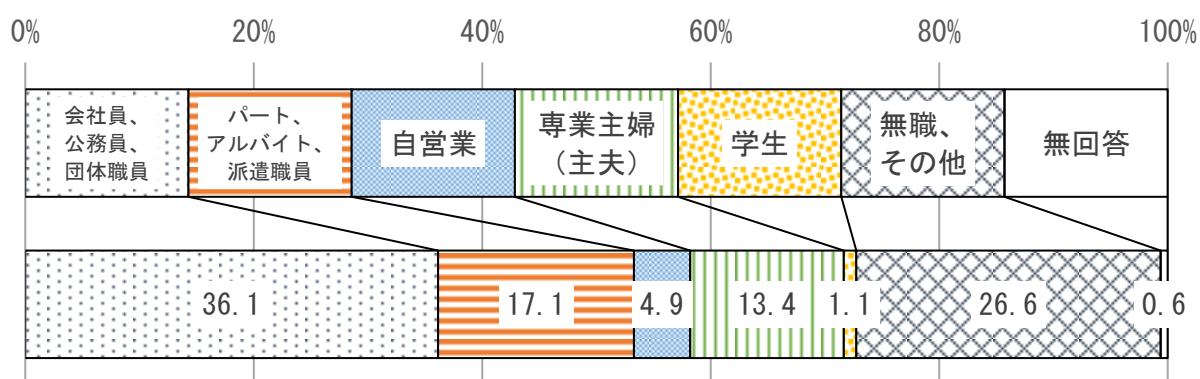 0% 20% 40% 60% 80% 100%
会社員、
公務員、
団体職員
パート、
アルバイト、
派遣職員
自営業
専業主婦
（主夫）
学生
無職、
その他
無回答
36.1 17.1 4.9 13.4 1.1 26.6 0.6